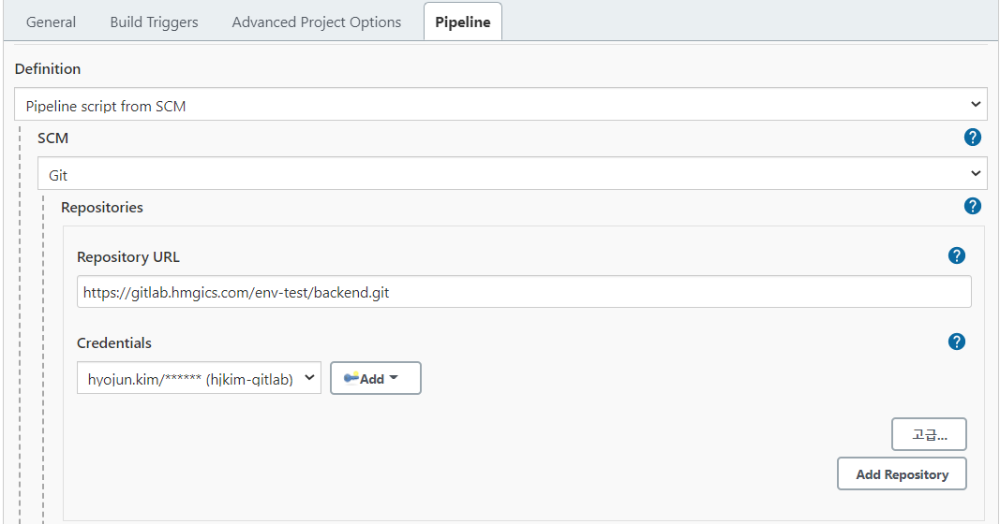 General Build Triggers Advanced Project Options Pipeline
Definition
Pipeline script from SCM
SCM
?
Git
Repositories
?
Repository URL
?
https://gitlab.hmgics.com/env-test/backend.git
Credentials
?
hyojun.kim/****** (hjkim-gitlab)
Add
고급...
Add Repository